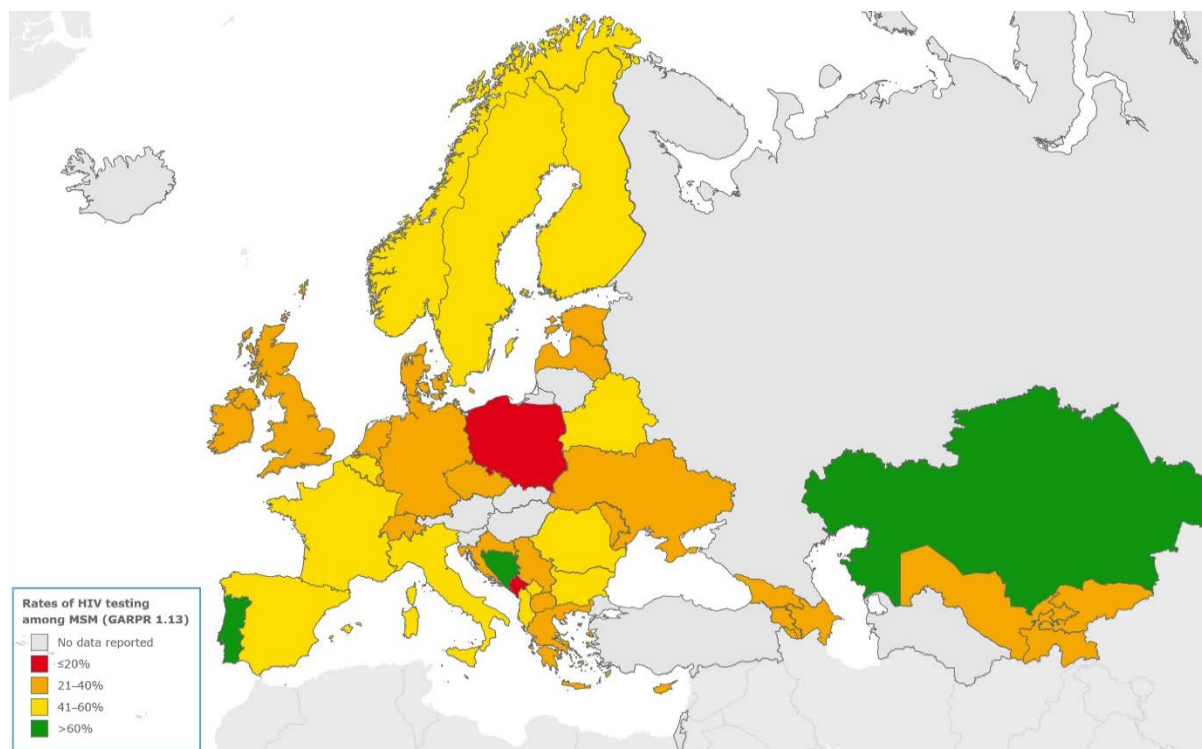 Rates of HIV testing
among MSM (GARPR 1.13)
No data reported
≤20%
21–40%
41–60%
>60%